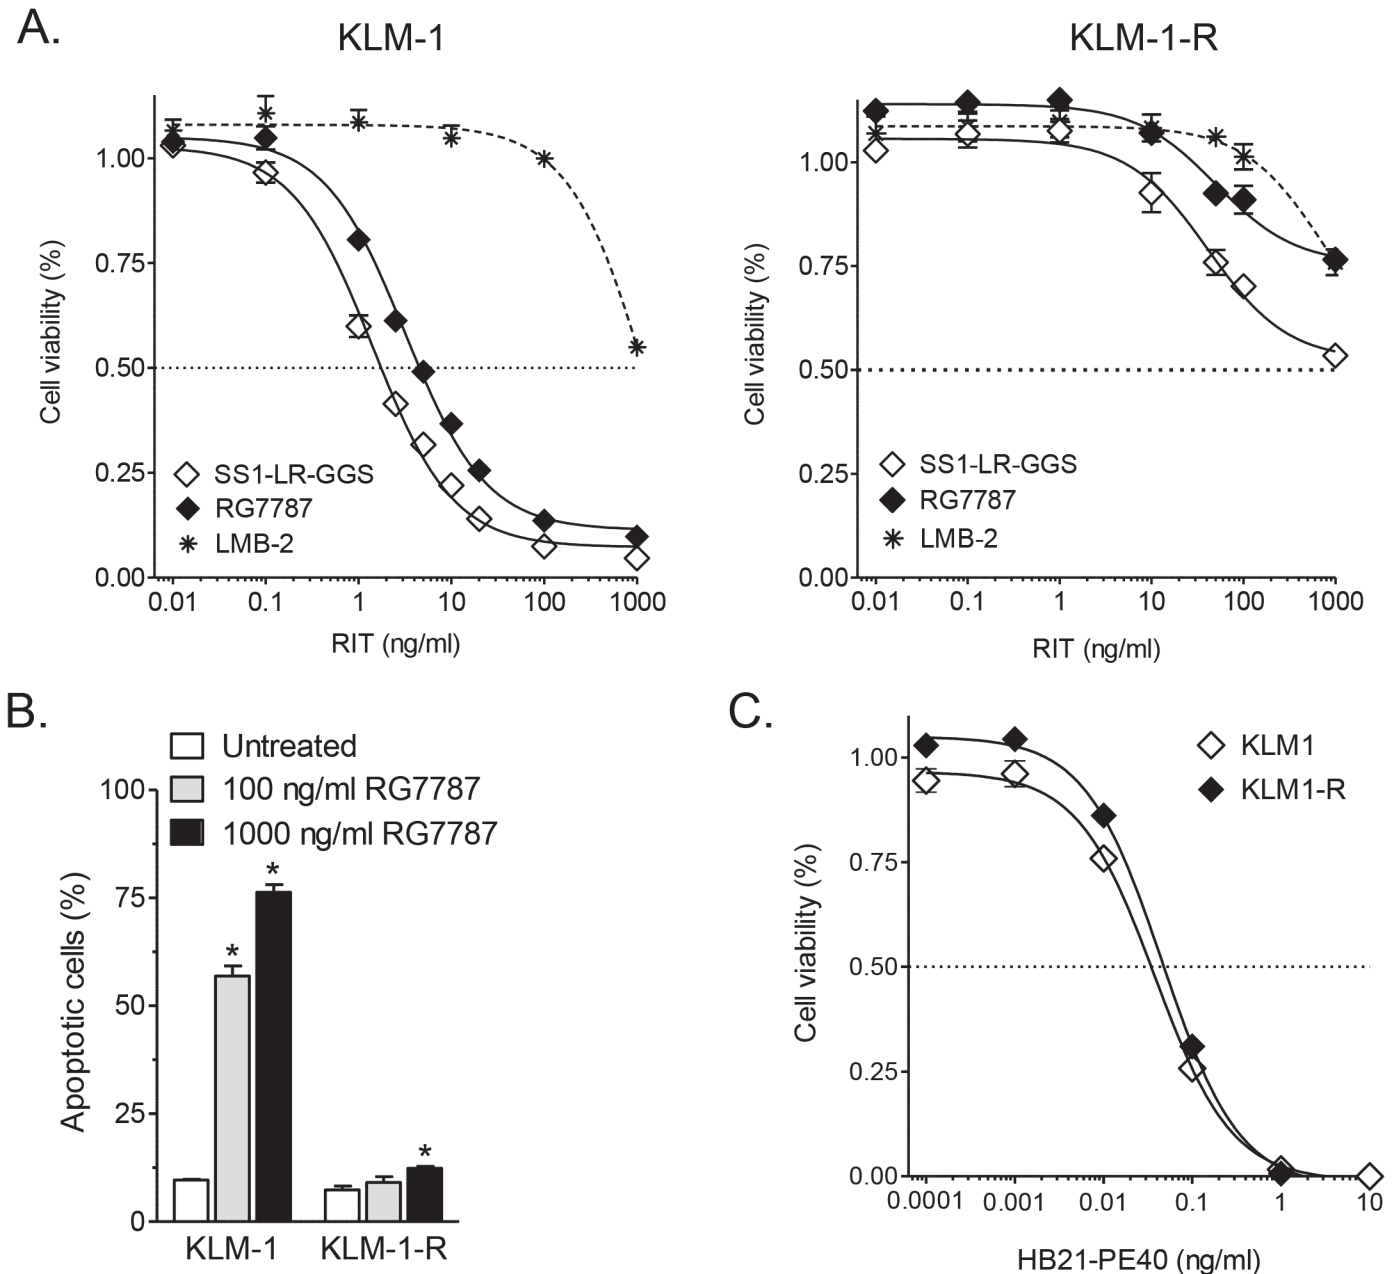 A.
KLM-1
KLM-1-R
Cell viability (%)
1.00
0.75
0.50
0.25
0.00
SS1-LR-GGS
RG7787
LMB-2
0.01 0.1 1 10 100 1000
RIT (ng/ml)
Cell viability (%)
1.00
0.75
0.50
0.25
0.00
SS1-LR-GGS
RG7787
LMB-2
0.01 0.1 1 10 100 1000
RIT (ng/ml)
B.
Untreated
100 ng/ml RG7787
1000 ng/ml RG7787
Apoptotic cells (%)
100
75
50
25
0
* * *
KLM-1 KLM-1-R
C.
KLM1
KLM1-R
Cell viability (%)
1.00
0.75
0.50
0.25
0.00
0.0001 0.001 0.01 0.1 1 10
HB21-PE40 (ng/ml)